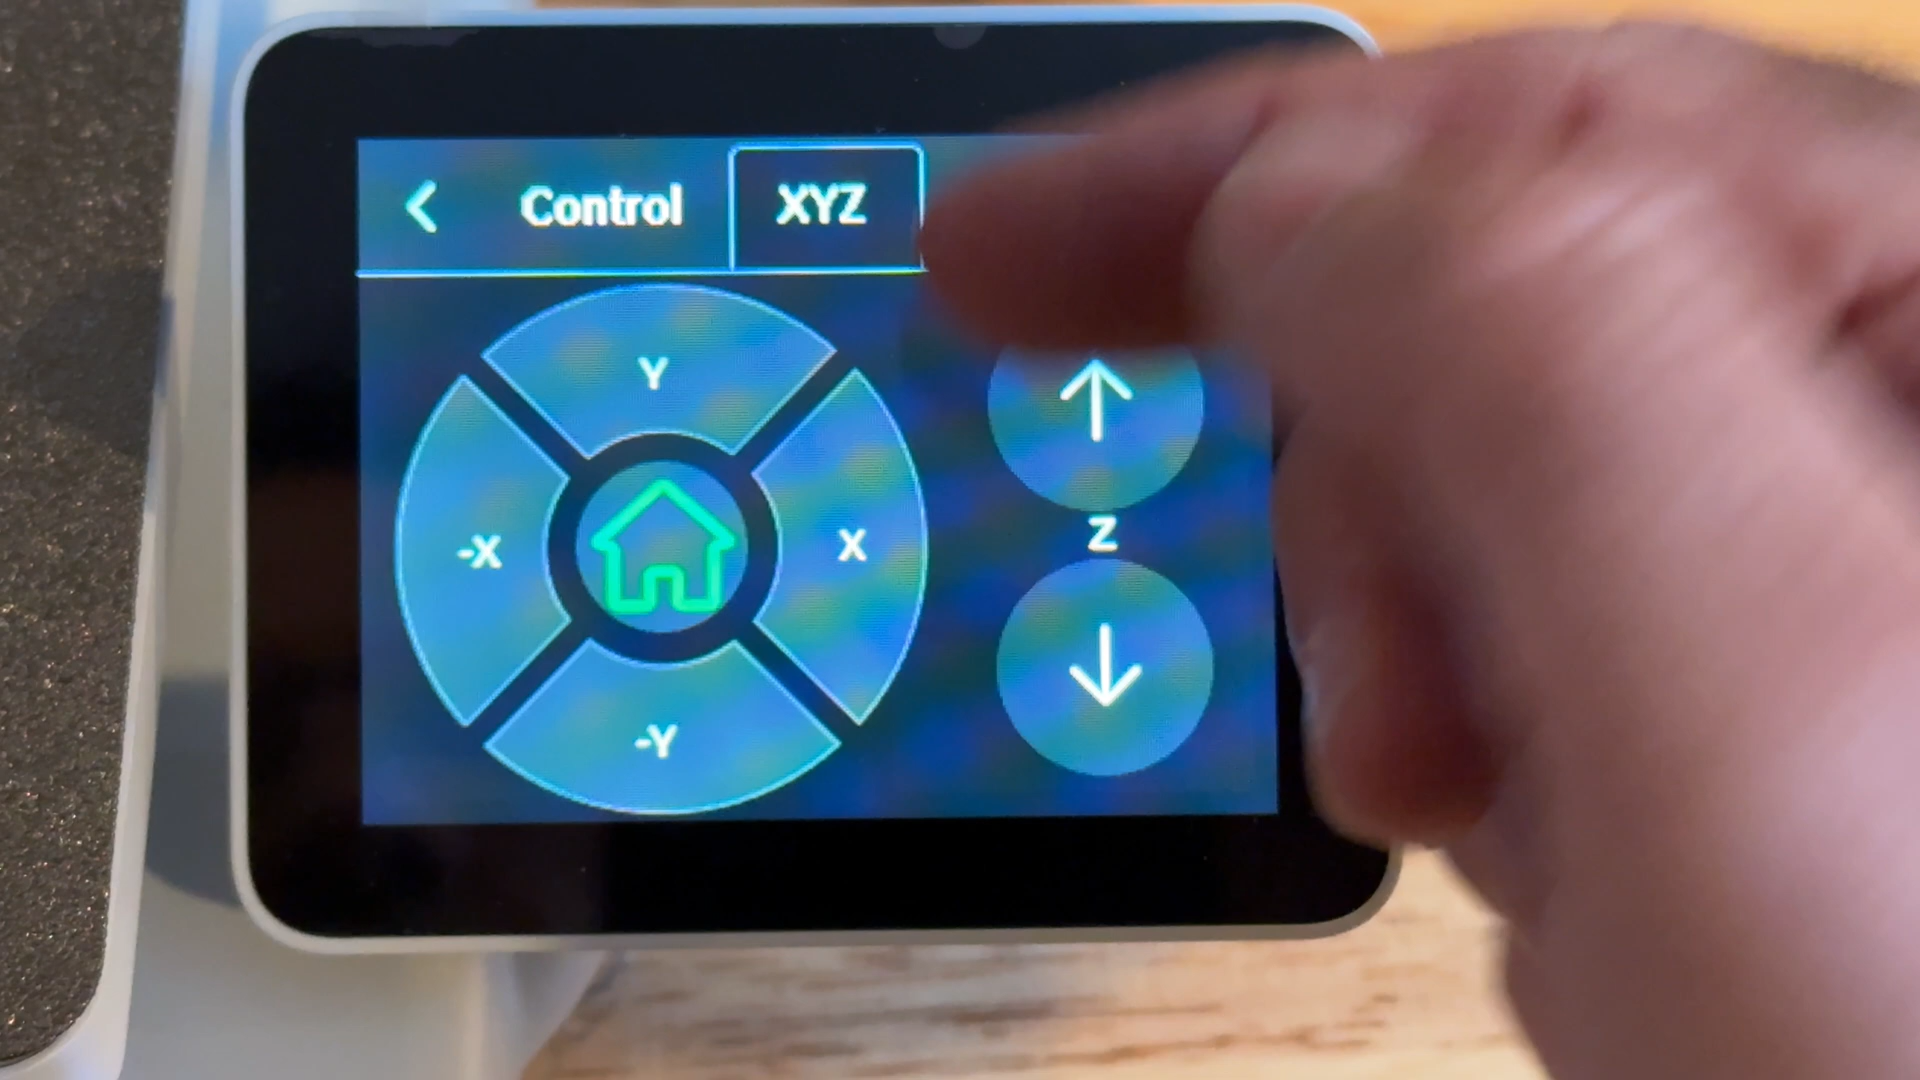 Control XYZ
Y
-X X
Z
-Y